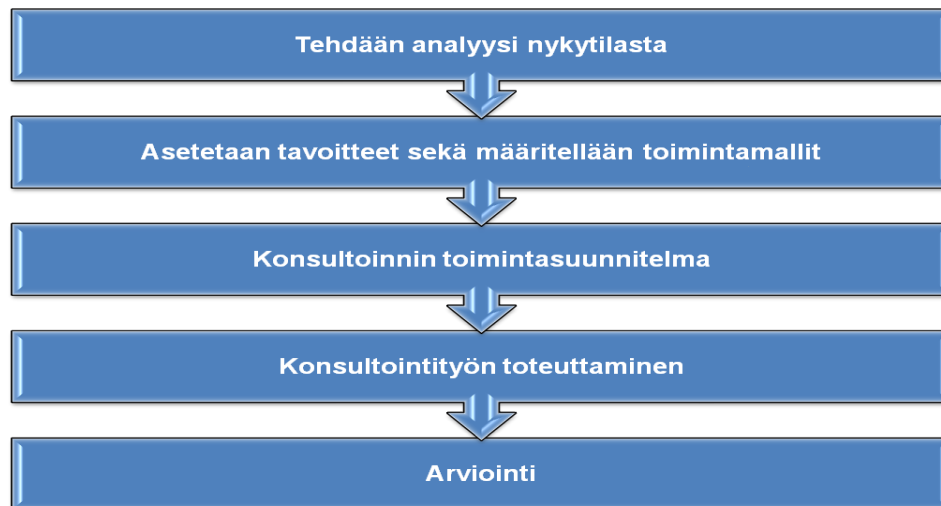 Tehdään analyysi nykytilasta
Asetetaan tavoitteet sekä määritellään toimintamallit
Konsultoinnin toimintasuunnitelma
Konsultointityön toteuttaminen
Arviointi